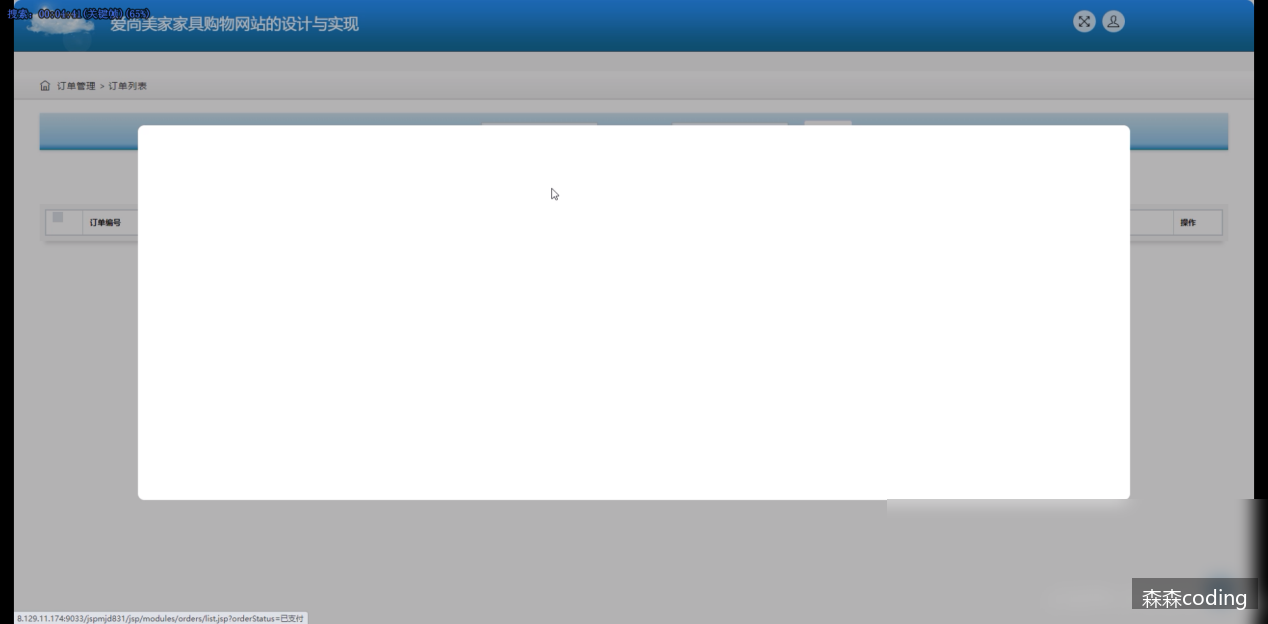 搜索: 00:04:41(关键帧)(65%)
爱尚美家家具购物网站的设计与实现
订单管理 > 订单列表
订单编号
操作
森森coding
8.129.11.174:9033/jspmjd831/jsp/modules/orders/list.jsp?orderStatus=已支付